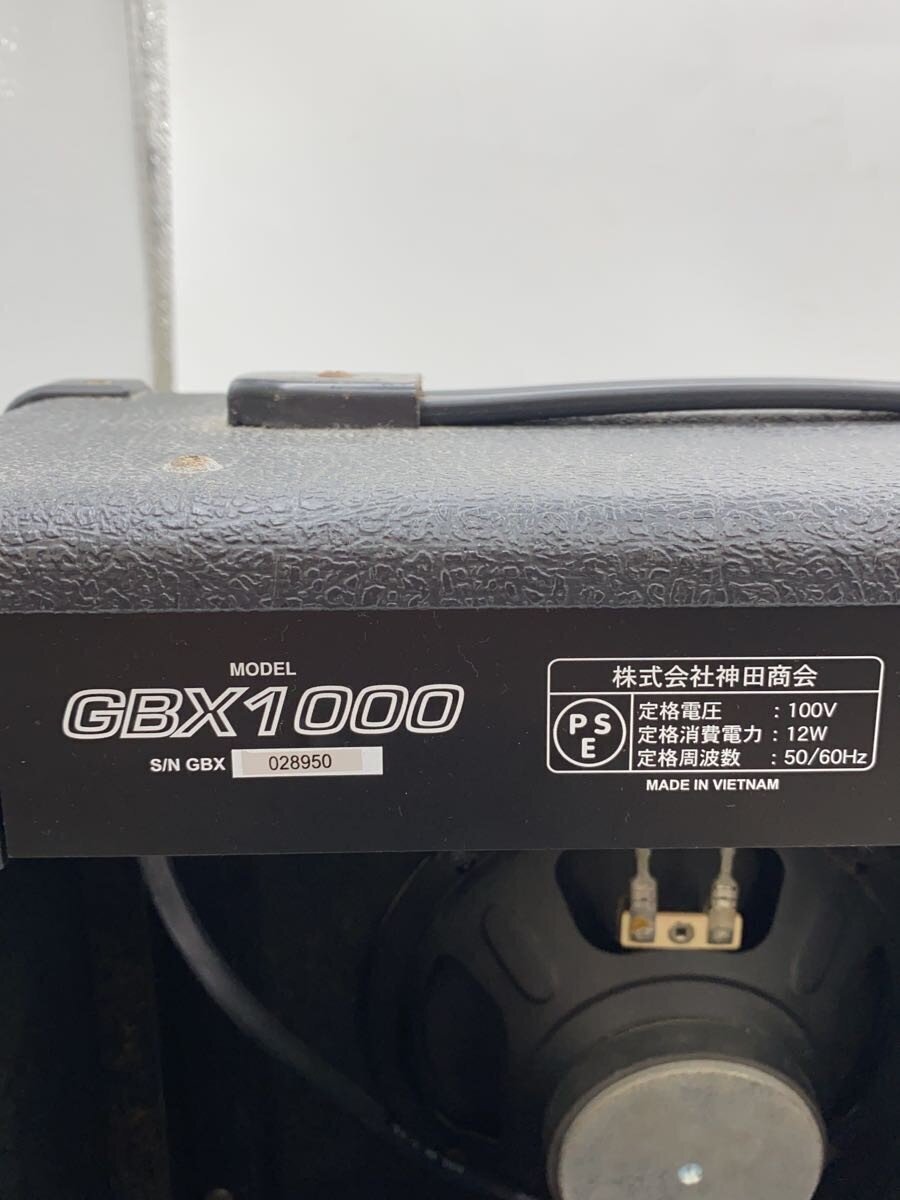 MODEL
GBX1000
S/N GBX 028950
株式会社神田商会
PSE
定格電圧 : 100V
定格消費電力 : 12W
定格周波数 : 50/60Hz
MADE IN VIETNAM